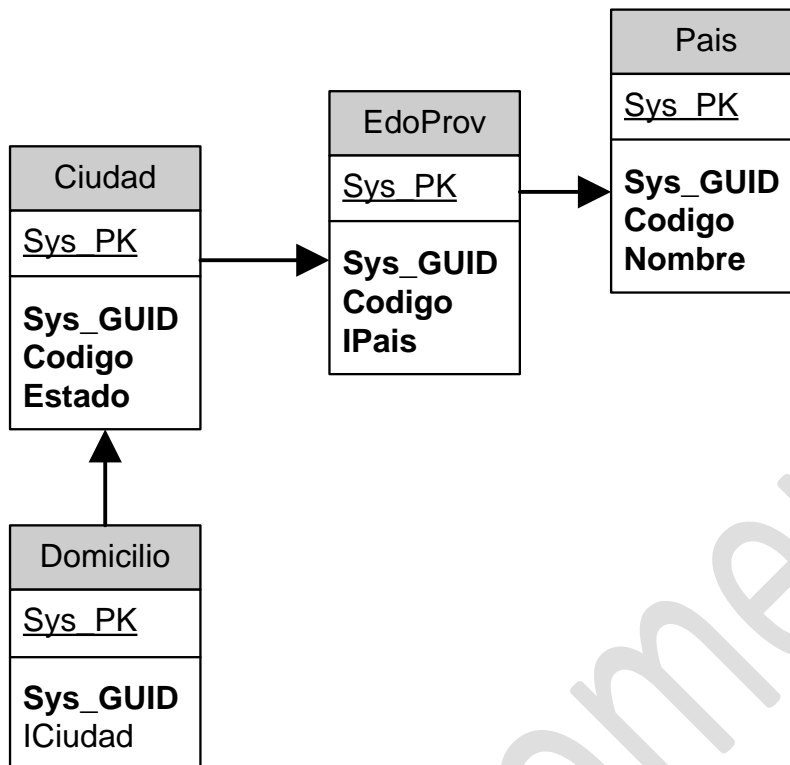 Pais
Sys_PK
Sys_GUID
Codigo
Nombre
EdoProv
Sys_PK
Sys_GUID
Codigo
IPais
Ciudad
Sys_PK
Sys_GUID
Codigo
Estado
Domicilio
Sys_PK
Sys_GUID
ICiudad